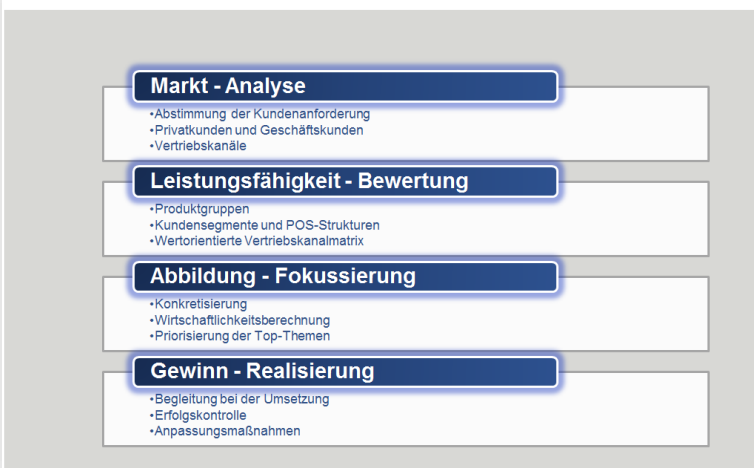 Markt - Analyse
•Abstimmung der Kundenanforderung
•Privatkunden und Geschäftskunden
•Vertriebskanäle
Leistungsfähigkeit - Bewertung
•Produktgruppen
•Kundensegmente und POS-Strukturen
•Wertorientierte Vertriebskanalmatrix
Abbildung - Fokussierung
•Konkretisierung
•Wirtschaftlichkeitsberechnung
•Priorisierung der Top-Themen
Gewinn - Realisierung
•Begleitung bei der Umsetzung
•Erfolgskontrolle
•Anpassungsmaßnahmen